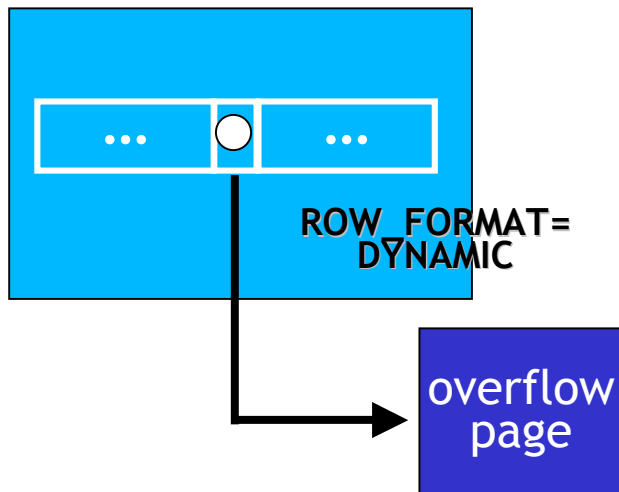 ... ...
ROW_FORMAT=
DYNAMIC
overflow
page